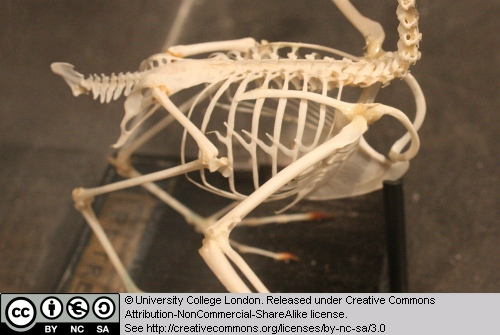 © University College London. Released under Creative Commons
Attribution-NonCommercial-ShareAlike license.
See http://creativecommons.org/licenses/by-nc-sa/3.0
CC
BY NC SA